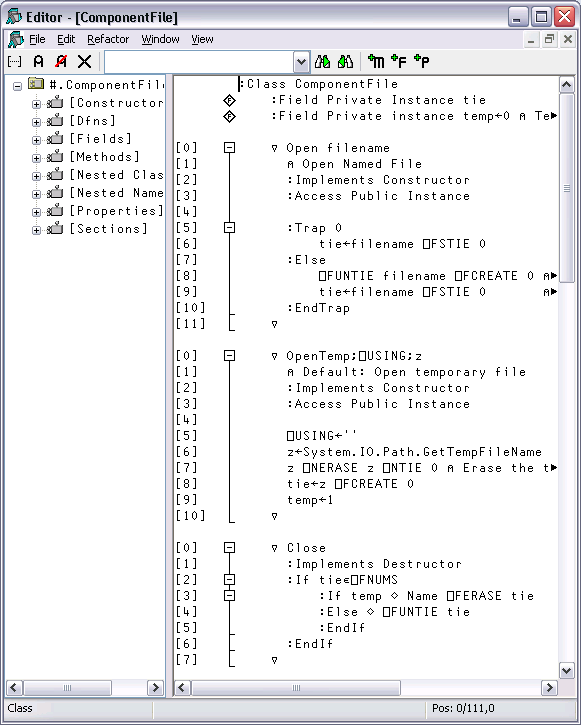 Editor - [ComponentFile]
File Edit Refactor Window View
#.ComponentFil
[Constructor
[Dfns]
[Fields]
[Methods]
[Nested Clas
[Nested Name
[Properties]
[Sections]
:Class ComponentFile
:Field Private Instance tie
:Field Private instance temp←0 ⍝ Te
[0] ∇ Open filename
[1] ⍝ Open Named File
[2] :Implements Constructor
[3] :Access Public Instance
[4]
[5] :Trap 0
[6] tie←filename ⎕FSTIE 0
[7] :Else
[8] ⎕FUNTIE filename ⎕FCREATE 0 ⍝
[9] tie←filename ⎕FSTIE 0 ⍝
[10] :EndTrap
[11] ∇
[0] ∇ OpenTemp;⎕USING;z
[1] ⍝ Default: Open temporary file
[2] :Implements Constructor
[3] :Access Public Instance
[4]
[5] ⎕USING←''
[6] z←System.IO.Path.GetTempFileName
[7] z ⎕NERASE z ⎕NTIE 0 ⍝ Erase the t
[8] tie←z ⎕FCREATE 0
[9] temp←1
[10] ∇
[0] ∇ Close
[1] :Implements Destructor
[2] :If tie∊⎕FNUMS
[3] :If temp ⋄ Name ⎕FERASE tie
[4] :Else ⋄ ⎕FUNTIE tie
[5] :EndIf
[6] :EndIf
[7] ∇
Class Pos: 0/111,0